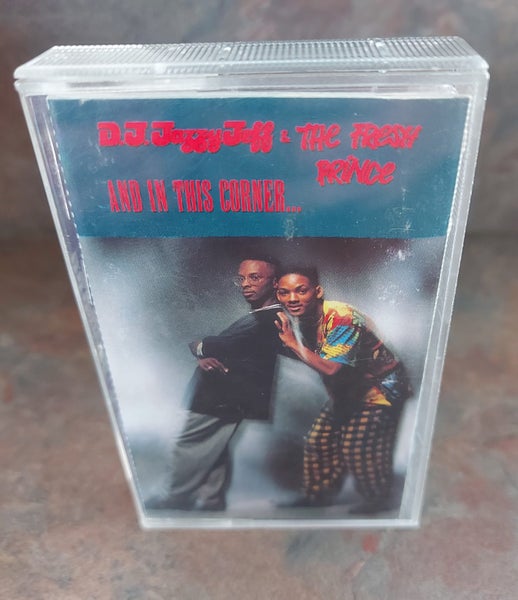 D.J. Jazzy Jeff & THE FRESH
PRINCE
AND IN THIS CORNER...